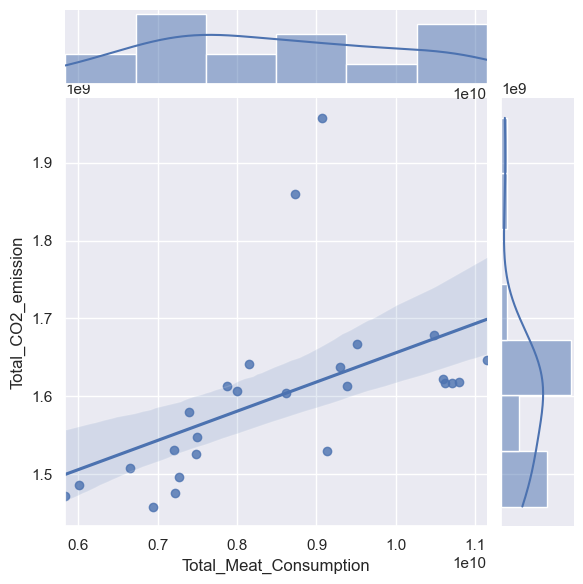 1e10
1e9
1e9
1.9
1.8
1.7
1.6
1.5
Total_CO2_emission
0.6 0.7 0.8 0.9 1.0 1.1
Total_Meat_Consumption
1e10